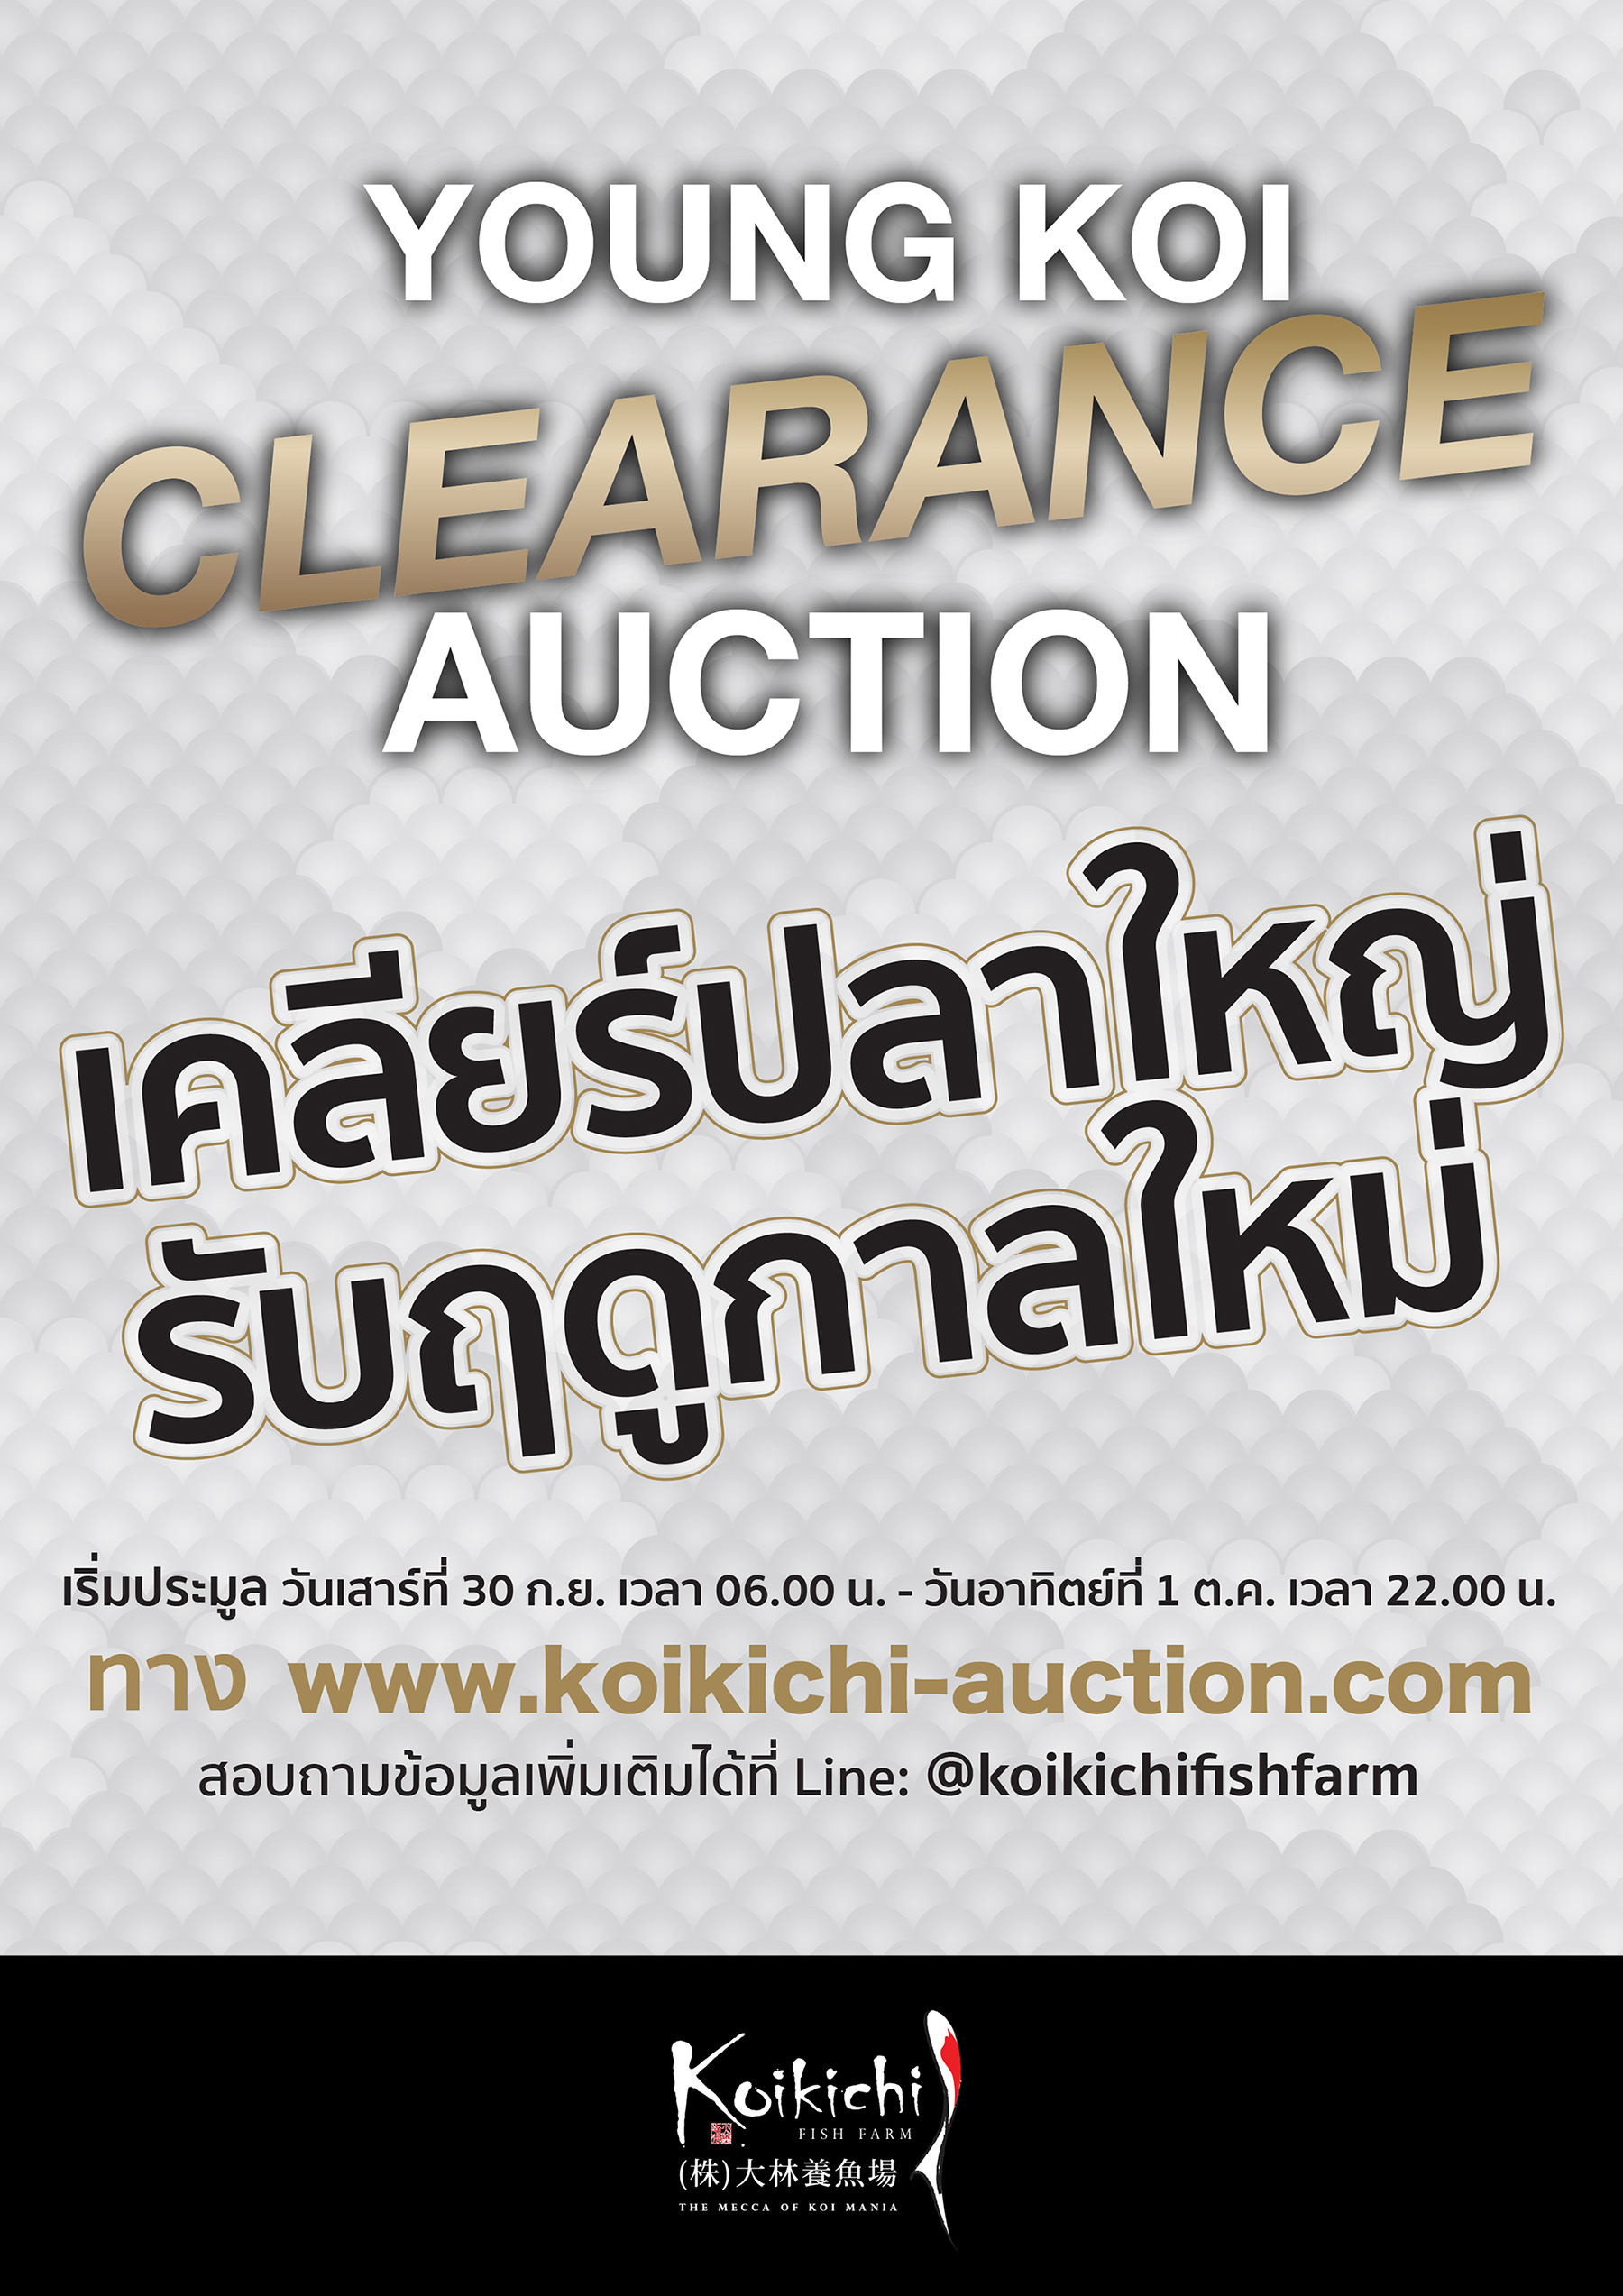 YOUNG KOI
CLEARANCE
AUCTION
เคลียร์ปลาใหญ่
รับฤดูกาลใหม่
เริ่มประมูล วันเสาร์ที่ 30 ก.ย. เวลา 06.00 น. - วันอาทิตย์ที่ 1 ต.ค. เวลา 22.00 น.
ทาง www.koikichi-auction.com
สอบถามข้อมูลเพิ่มเติมได้ที่ Line: @koikichifishfarm
Koikichi
FISH FARM
(株)大林養魚場
THE MECCA OF KOI MANIA